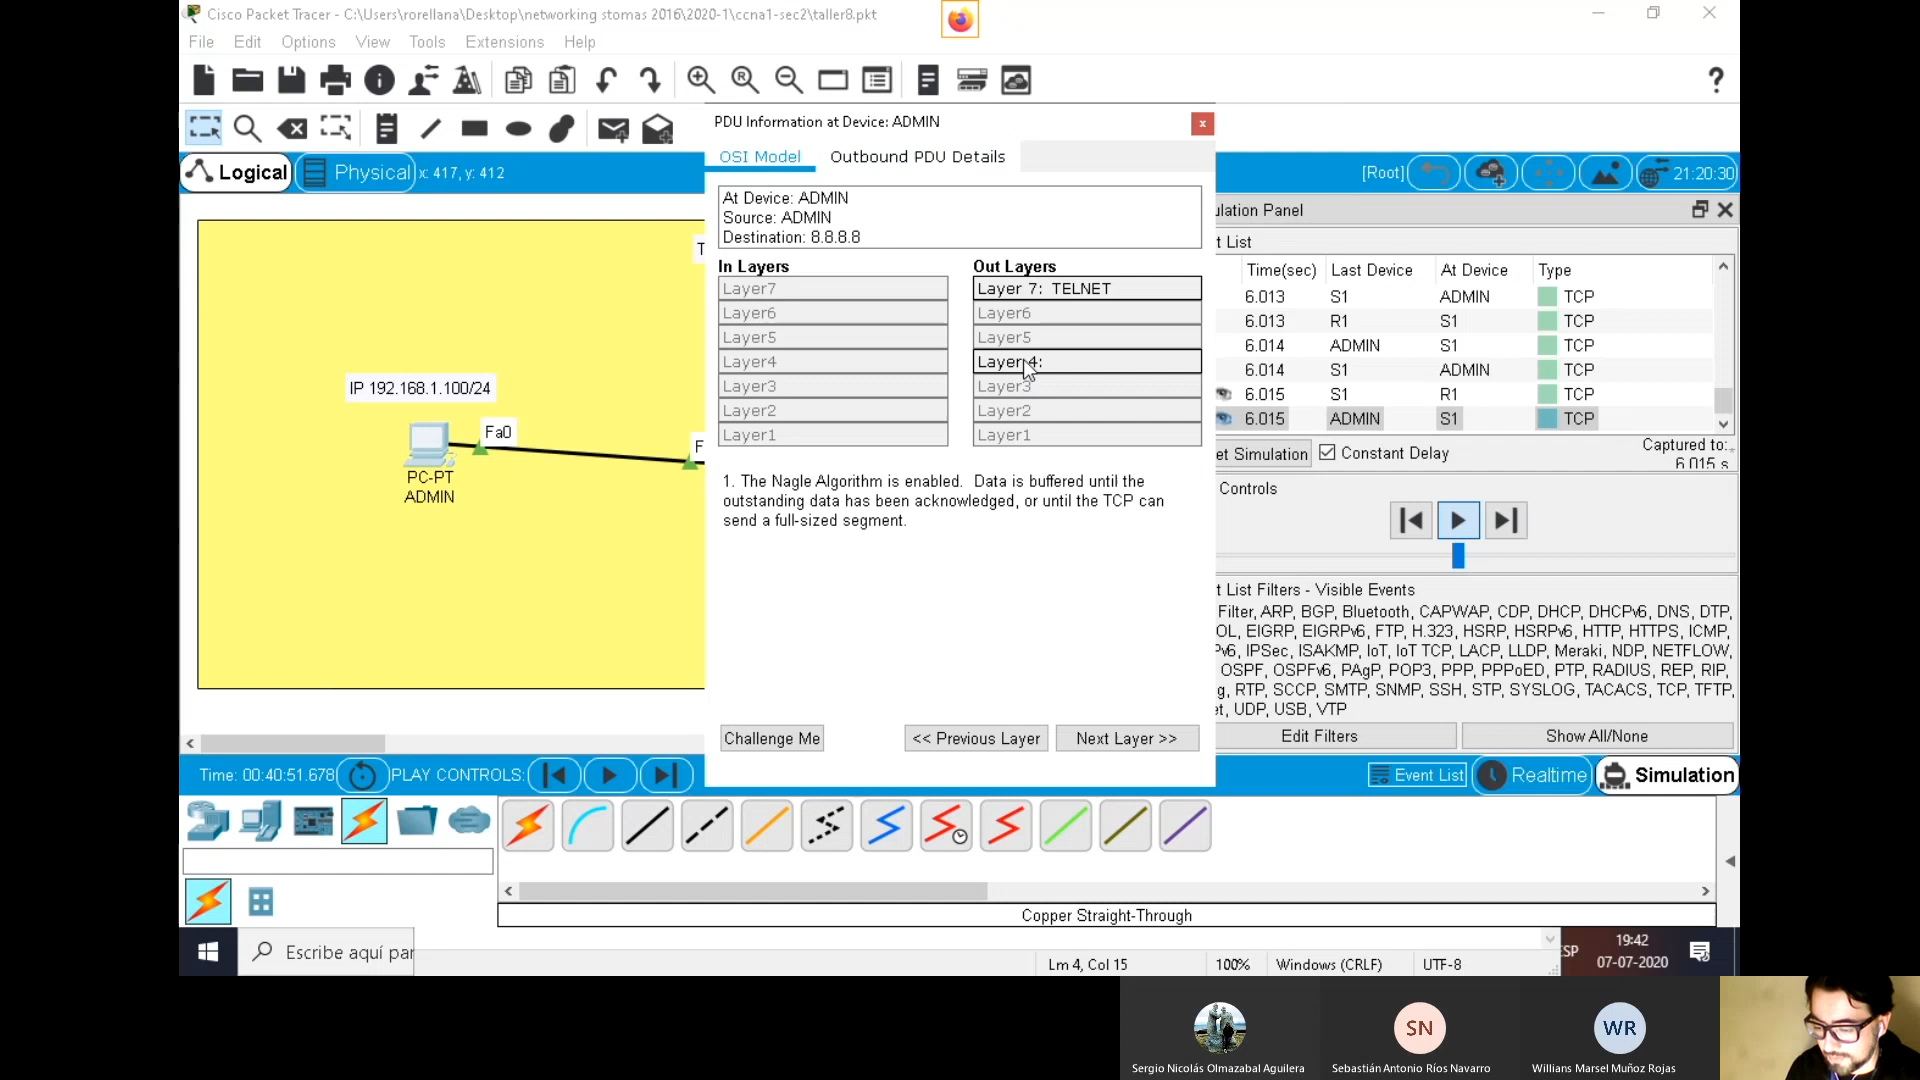 Cisco Packet Tracer - C:\Users\rorellana\Desktop\networking stomas 2016\2020-1\ccna1-sec2\taller8.pkt
File Edit Options View Tools Extensions Help
Logical
Physical
x: 417, y: 412
[Root]
21:20:30
IP 192.168.1.100/24
T
Fa0
F
PC-PT
ADMIN
PDU Information at Device: ADMIN
x
OSI Model
Outbound PDU Details
At Device: ADMIN
Source: ADMIN
Destination: 8.8.8.8
In Layers
Layer7
Layer6
Layer5
Layer4
Layer3
Layer2
Layer1
Out Layers
Layer 7: TELNET
Layer6
Layer5
Layer 4:
Layer3
Layer2
Layer1
1. The Nagle Algorithm is enabled. Data is buffered until the
outstanding data has been acknowledged, or until the TCP can
send a full-sized segment.
Challenge Me
<< Previous Layer
Next Layer >>
ulation Panel
t List
Time(sec) Last Device At Device Type
6.013 S1 ADMIN TCP
6.013 R1 S1 TCP
6.014 ADMIN S1 TCP
6.014 S1 ADMIN TCP
6.015 S1 R1 TCP
6.015 ADMIN S1 TCP
et Simulation
Constant Delay
Captured to:
6.015 s
Controls
t List Filters - Visible Events
Filter, ARP, BGP, Bluetooth, CAPWAP, CDP, DHCP, DHCPv6, DNS, DTP,
OL, EIGRP, EIGRPv6, FTP, H.323, HSRP, HSRPv6, HTTP, HTTPS, ICMP,
Pv6, IPSec, ISAKMP, IoT, IoT TCP, LACP, LLDP, Meraki, NDP, NETFLOW,
OSPF, OSPFv6, PAgP, POP3, PPP, PPPoED, PTP, RADIUS, REP, RIP,
g, RTP, SCCP, SMTP, SNMP, SSH, STP, SYSLOG, TACACS, TCP, TFTP,
et, UDP, USB, VTP
Edit Filters
Show All/None
Time: 00:40:51.678
PLAY CONTROLS:
Event List
Realtime
Simulation
Copper Straight-Through
Escribe aquí par
Lm 4, Col 15
100%
Windows (CRLF)
UTF-8
ESP
19:42
07-07-2020
SN
WR
Sergio Nicolás Olmazabal Aguilera
Sebastián Antonio Ríos Navarro
Willians Marsel Muñoz Rojas